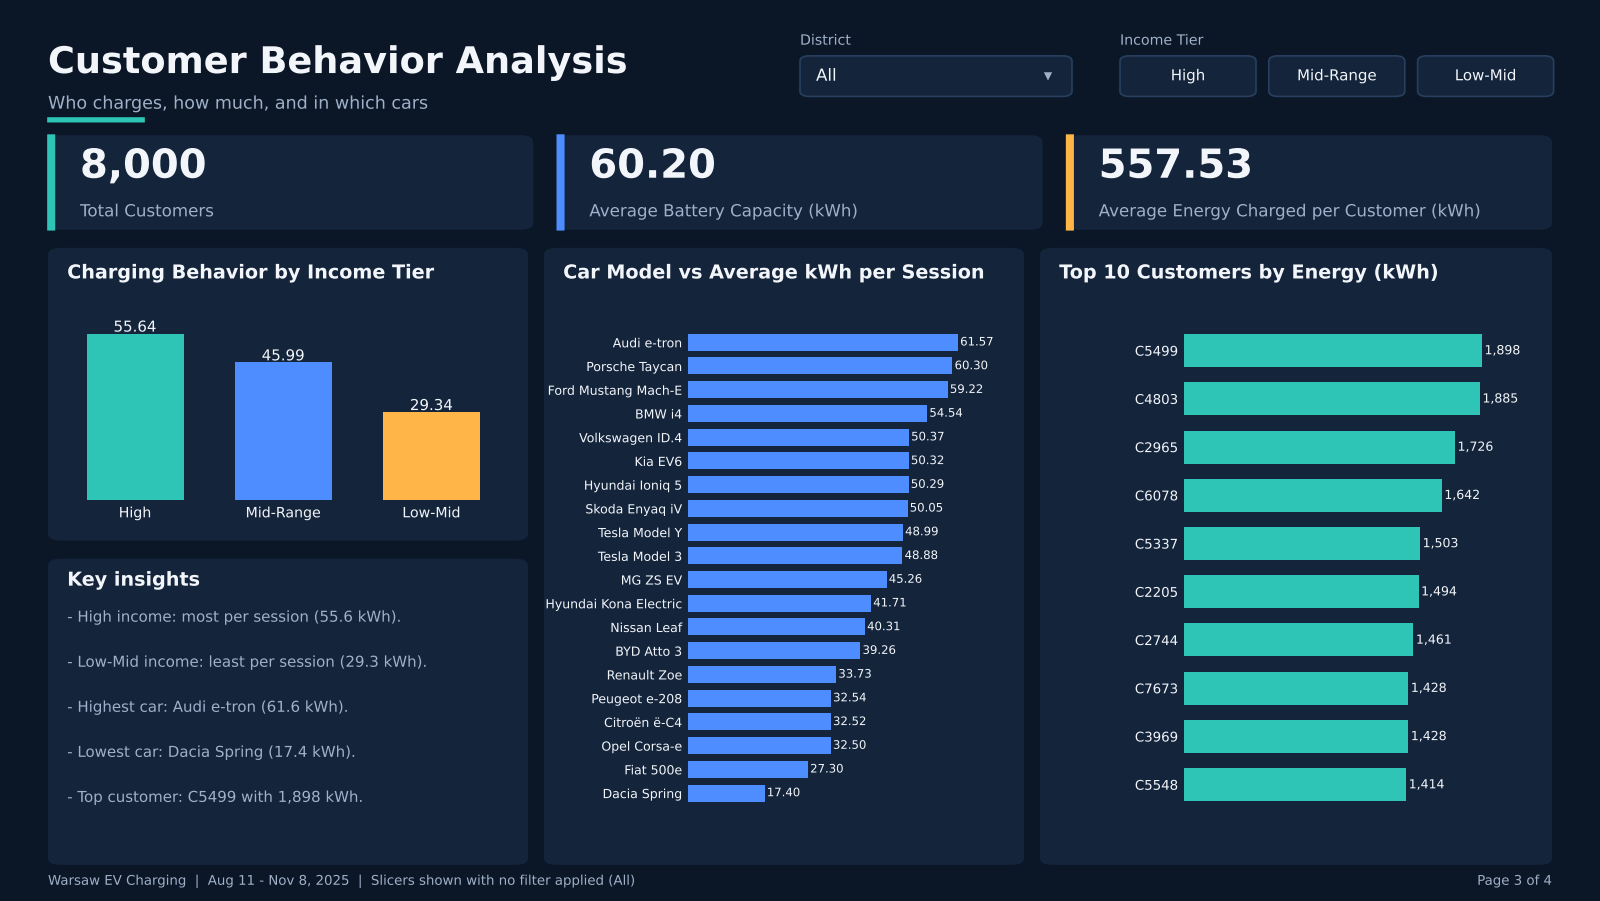 Customer Behavior Analysis
Who charges, how much, and in which cars
District
All
Income Tier
High
Mid-Range
Low-Mid
8,000
Total Customers
60.20
Average Battery Capacity (kWh)
557.53
Average Energy Charged per Customer (kWh)
Charging Behavior by Income Tier
55.64
45.99
29.34
High
Mid-Range
Low-Mid
Key insights
- High income: most per session (55.6 kWh).
- Low-Mid income: least per session (29.3 kWh).
- Highest car: Audi e-tron (61.6 kWh).
- Lowest car: Dacia Spring (17.4 kWh).
- Top customer: C5499 with 1,898 kWh.
Car Model vs Average kWh per Session
Audi e-tron 61.57
Porsche Taycan 60.30
Ford Mustang Mach-E 59.22
BMW i4 54.54
Volkswagen ID.4 50.37
Kia EV6 50.32
Hyundai Ioniq 5 50.29
Skoda Enyaq iV 50.05
Tesla Model Y 48.99
Tesla Model 3 48.88
MG ZS EV 45.26
Hyundai Kona Electric 41.71
Nissan Leaf 40.31
BYD Atto 3 39.26
Renault Zoe 33.73
Peugeot e-208 32.54
Citroën ë-C4 32.52
Opel Corsa-e 32.50
Fiat 500e 27.30
Dacia Spring 17.40
Top 10 Customers by Energy (kWh)
C5499 1,898
C4803 1,885
C2965 1,726
C6078 1,642
C5337 1,503
C2205 1,494
C2744 1,461
C7673 1,428
C3969 1,428
C5548 1,414
Warsaw EV Charging | Aug 11 - Nov 8, 2025 | Slicers shown with no filter applied (All)
Page 3 of 4